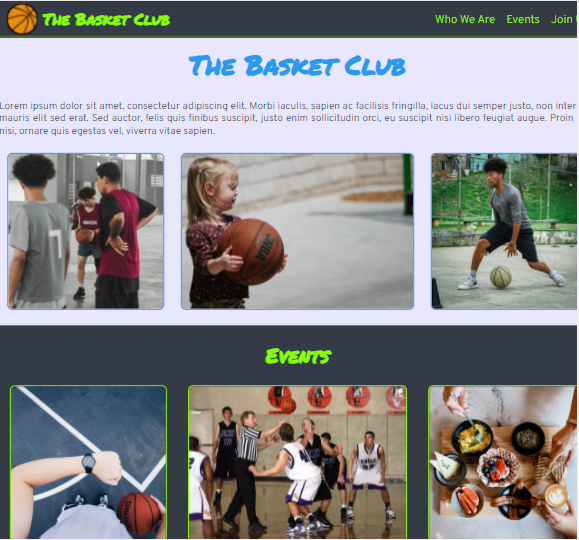 The Basket Club
Who We Are Events Join
The Basket Club
Lorem ipsum dolor sit amet, consectetur adipiscing elit. Morbi iaculis, sapien ac facilisis fringilla, lacus dui semper justo, non inter
mauris elit sed erat. Sed auctor, felis quis finibus suscipit, justo enim sollicitudin orci, eu suscipit nisi libero feugiat augue. Proin
nisi, ornare quis egestas vel, viverra vitae sapien.
1
Events